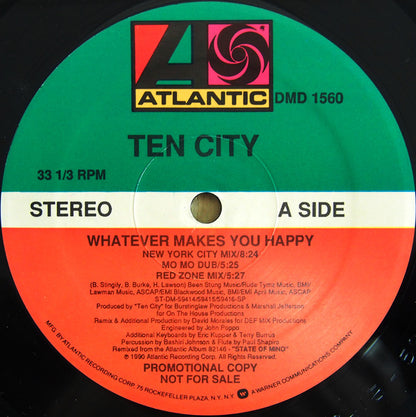 ATLANTIC
DMD 1560
TEN CITY
33 1/3 RPM
STEREO
A SIDE
WHATEVER MAKES YOU HAPPY
NEW YORK CITY MIX/8:24
MO MO DUB/5:25
RED ZONE MIX/5:27
(B. Stingily, B. Burke, H. Lawson) Been Stung Music/Rude Tymz Music, BMI/
Lawman Music, ASCAP/EMI Blackwood Music, BMI/EMI April Music, ASCAP
ST-DM-59414/59415/59416-SP
Produced by "Ten City" for Burstinglew Productions & Marshall Jefferson
for On The House Productions
Remix & Additional Production by David Morales for DEF MIX Productions
Engineered by John Poppo
Additional Keyboards by Eric Kupper & Terry Burrus
Percussion by Bashiri Johnson & Flute by Paul Shapiro
Remixed from the Atlantic Album 82146 - "STATE OF MIND"
℗ 1990 Atlantic Recording Corp. All Rights Reserved.
PROMOTIONAL COPY
NOT FOR SALE
MFG. BY ATLANTIC RECORDING CORP. 75 ROCKEFELLER PLAZA, N.Y. N.Y. A WARNER COMMUNICATIONS COMPANY